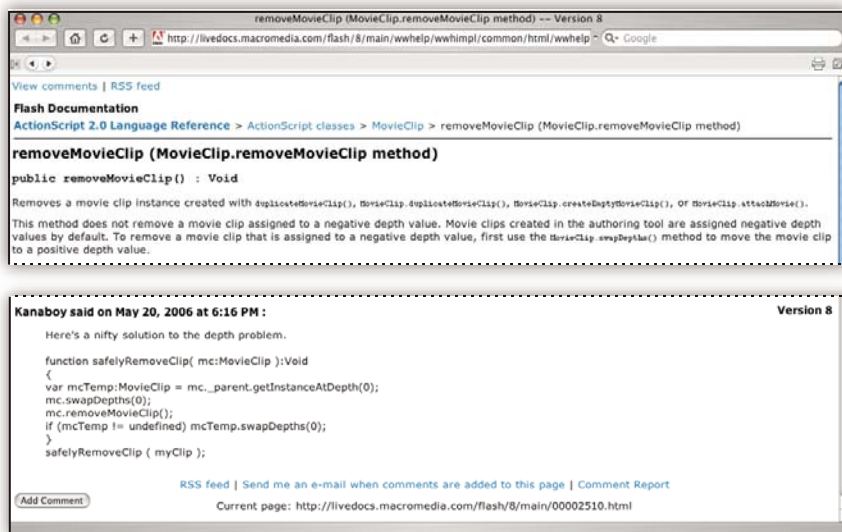 removeMovieClip (MovieClip.removeMovieClip method) -- Version 8
http://livedocs.macromedia.com/flash/8/main/wwhelp/wwhimpl/common/html/wwhelp
Google
View comments | RSS feed
Flash Documentation
ActionScript 2.0 Language Reference > ActionScript classes > MovieClip > removeMovieClip (MovieClip.removeMovieClip method)
removeMovieClip (MovieClip.removeMovieClip method)
public removeMovieClip() : Void
Removes a movie clip instance created with duplicateMovieClip(), MovieClip.duplicateMovieClip(), MovieClip.createEmptyMovieClip(), or MovieClip.attachMovie().
This method does not remove a movie clip assigned to a negative depth value. Movie clips created in the authoring tool are assigned negative depth
values by default. To remove a movie clip that is assigned to a negative depth value, first use the MovieClip.swapDepths() method to move the movie clip
to a positive depth value.
Kanaboy said on May 20, 2006 at 6:16 PM :
Version 8
Here's a nifty solution to the depth problem.
function safelyRemoveClip( mc:MovieClip ):Void
{
var mcTemp:MovieClip = mc._parent.getInstanceAtDepth(0);
mc.swapDepths(0);
mc.removeMovieClip();
if (mcTemp != undefined) mcTemp.swapDepths(0);
}
safelyRemoveClip ( myClip );
RSS feed | Send me an e-mail when comments are added to this page | Comment Report
Add Comment
Current page: http://livedocs.macromedia.com/flash/8/main/00002510.html